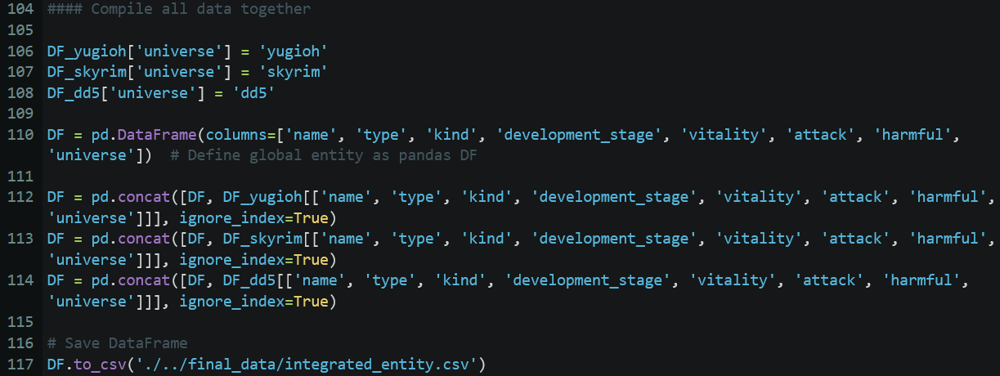 104 #### Compile all data together
105
106 DF_yugioh['universe'] = 'yugioh'
107 DF_skyrim['universe'] = 'skyrim'
108 DF_dd5['universe'] = 'dd5'
109
110 DF = pd.DataFrame(columns=['name', 'type', 'kind', 'development_stage', 'vitality', 'attack', 'harmful',
'universe'])  # Define global entity as pandas DF
111
112 DF = pd.concat([DF, DF_yugioh[['name', 'type', 'kind', 'development_stage', 'vitality', 'attack', 'harmful',
'universe']]], ignore_index=True)
113 DF = pd.concat([DF, DF_skyrim[['name', 'type', 'kind', 'development_stage', 'vitality', 'attack', 'harmful',
'universe']]], ignore_index=True)
114 DF = pd.concat([DF, DF_dd5[['name', 'type', 'kind', 'development_stage', 'vitality', 'attack', 'harmful',
'universe']]], ignore_index=True)
115
116 # Save DataFrame
117 DF.to_csv('./../final_data/integrated_entity.csv')